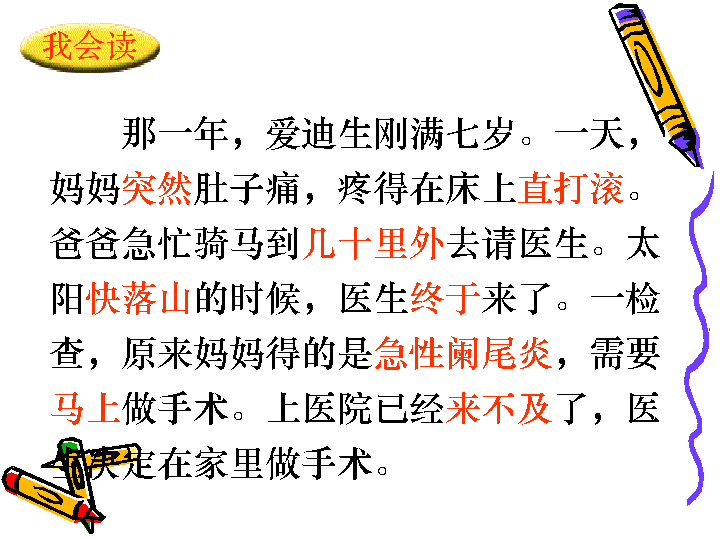 我会读
那一年，爱迪生刚满七岁。一天，
妈妈突然肚子痛，疼得在床上直打滚。
爸爸急忙骑马到几十里外去请医生。太
阳快落山的时候，医生终于来了。一检
查，原来妈妈得的是急性阑尾炎，需要
马上做手术。上医院已经来不及了，医
生决定在家里做手术。